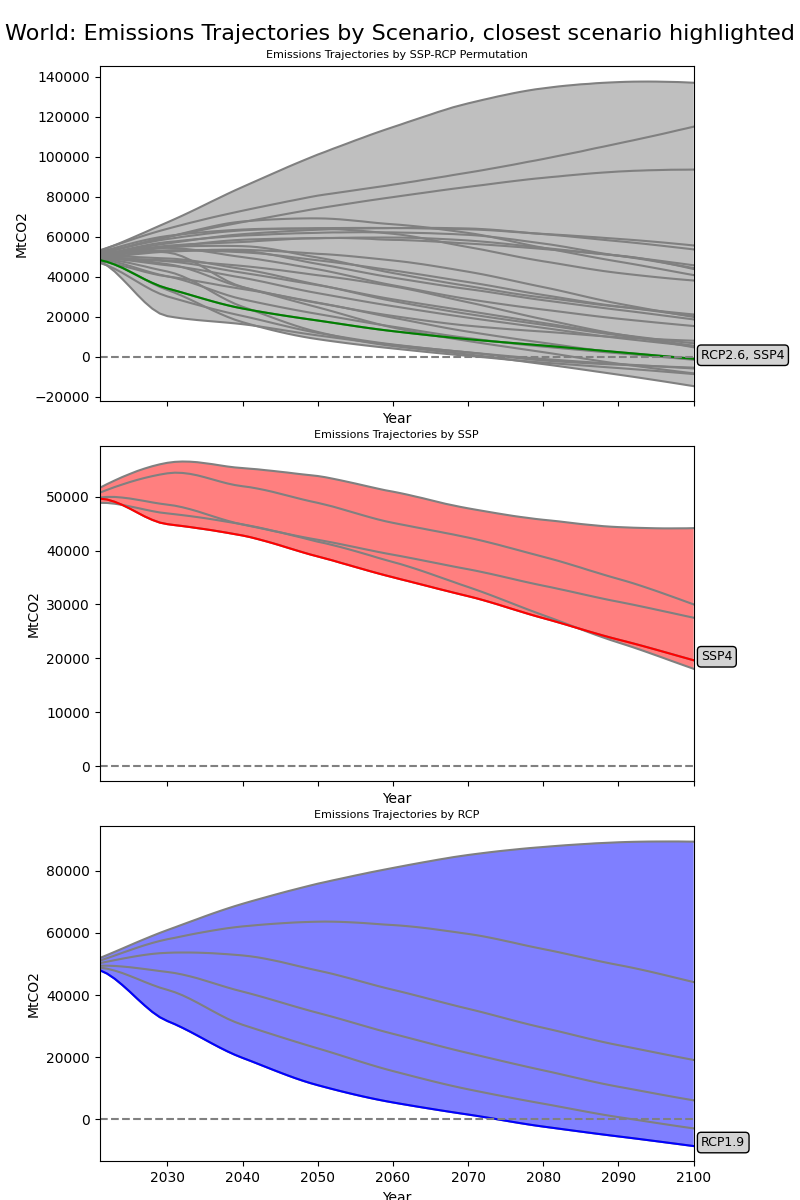 World: Emissions Trajectories by Scenario, closest scenario highlighted
Emissions Trajectories by SSP-RCP Permutation
140000
120000
100000
80000
60000
40000
20000
0
−20000
MtCO2
RCP2.6, SSP4
Year
Emissions Trajectories by SSP
50000
40000
30000
20000
10000
0
MtCO2
SSP4
Year
Emissions Trajectories by RCP
80000
60000
40000
20000
0
MtCO2
RCP1.9
2030 2040 2050 2060 2070 2080 2090 2100
Year